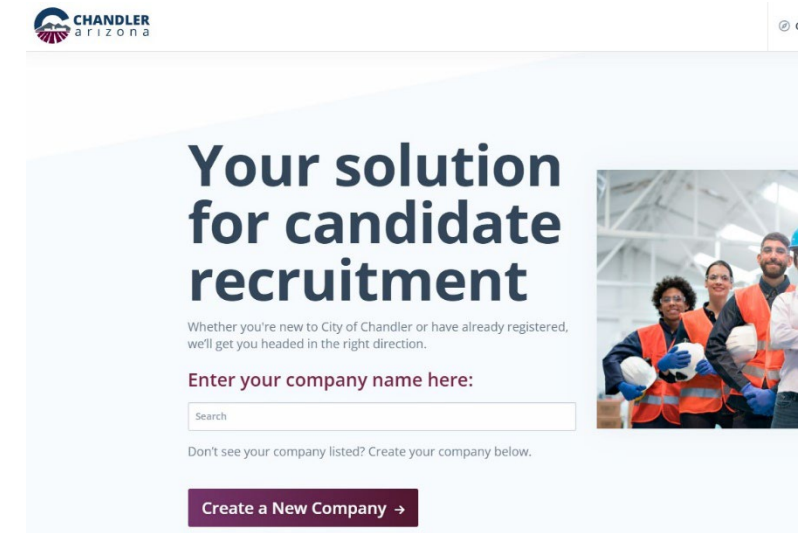 CHANDLER
arizona
Your solution
for candidate
recruitment
Whether you're new to City of Chandler or have already registered,
we'll get you headed in the right direction.
Enter your company name here:
Search
Don't see your company listed? Create your company below.
Create a New Company →